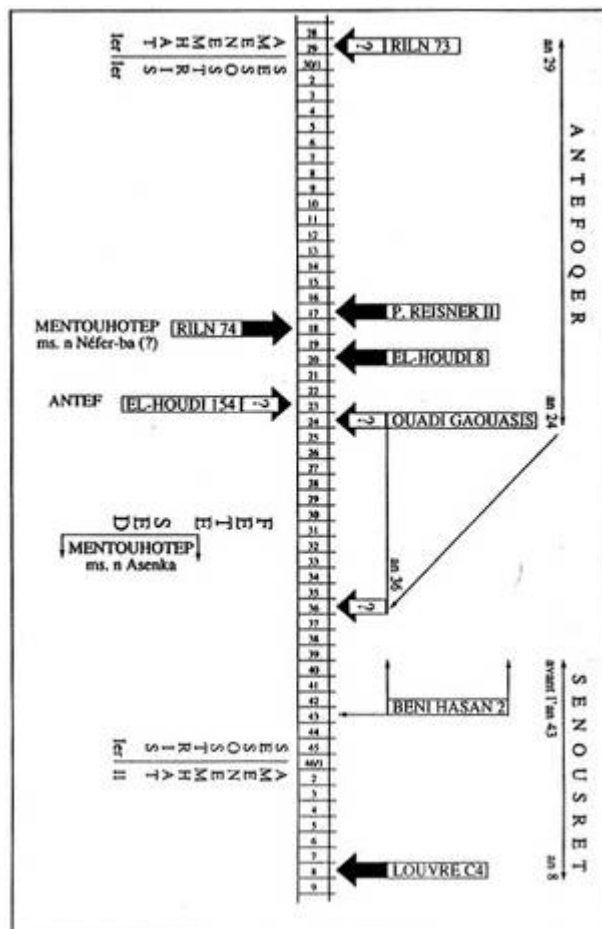 AMENEMHAT
1er
SESOSTRIS
1er
28
29
30/1
2
3
4
5
6
7
8
9
10
11
12
13
14
15
16
17
18
19
20
21
22
23
24
25
26
27
28
29
30
31
32
33
34
35
36
37
38
39
40
41
42
43
44
45
46/1
2
3
4
5
6
7
8
9
? RILN 73
an 29
ANTEFOQER
P. REISNER II
MENTOUHOTEP
ms. n Néfer-ba (?)
RILN 74
EL-HOUDI 8
ANTEF
EL-HOUDI 154 ?
? OUADI GAOUASIS
an 24
FETE SED
MENTOUHOTEP
ms. n Asenka
an 36
?
BENI HASAN 2
avant l'an 43
SENOUSRET
SESOSTRIS
1er
AMENEMHAT
II
LOUVRE C4
an 8